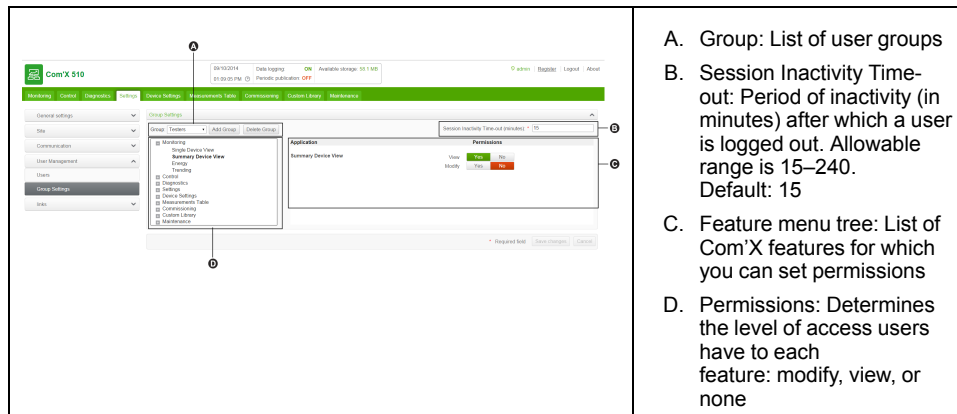 A
Com'X 510
09/10/2014
01:09:03 PM
Data logging: ON Available storage: 58.1 MB
Periodic publication: OFF
admin | Register | Logout | About
Monitoring Control Diagnostics Settings Device Settings Measurements Table Commissioning Custom Library Maintenance
General settings
Site
Communication
User Management
Users
Group Settings
links
Group Settings
Group: Testers Add Group Delete Group
Session Inactivity Time-out (minutes): * 15
B
Monitoring
Single Device View
Summary Device View
Energy
Trending
Control
Diagnostics
Settings
Device Settings
Measurements Table
Commissioning
Custom Library
Maintenance
Application Permissions
Summary Device View
View Yes No
Modify Yes No
C
* Required field Save changes Cancel
D
A. Group: List of user groups
B. Session Inactivity Time-
out: Period of inactivity (in
minutes) after which a user
is logged out. Allowable
range is 15–240.
Default: 15
C. Feature menu tree: List of
Com’X features for which
you can set permissions
D. Permissions: Determines
the level of access users
have to each
feature: modify, view, or
none